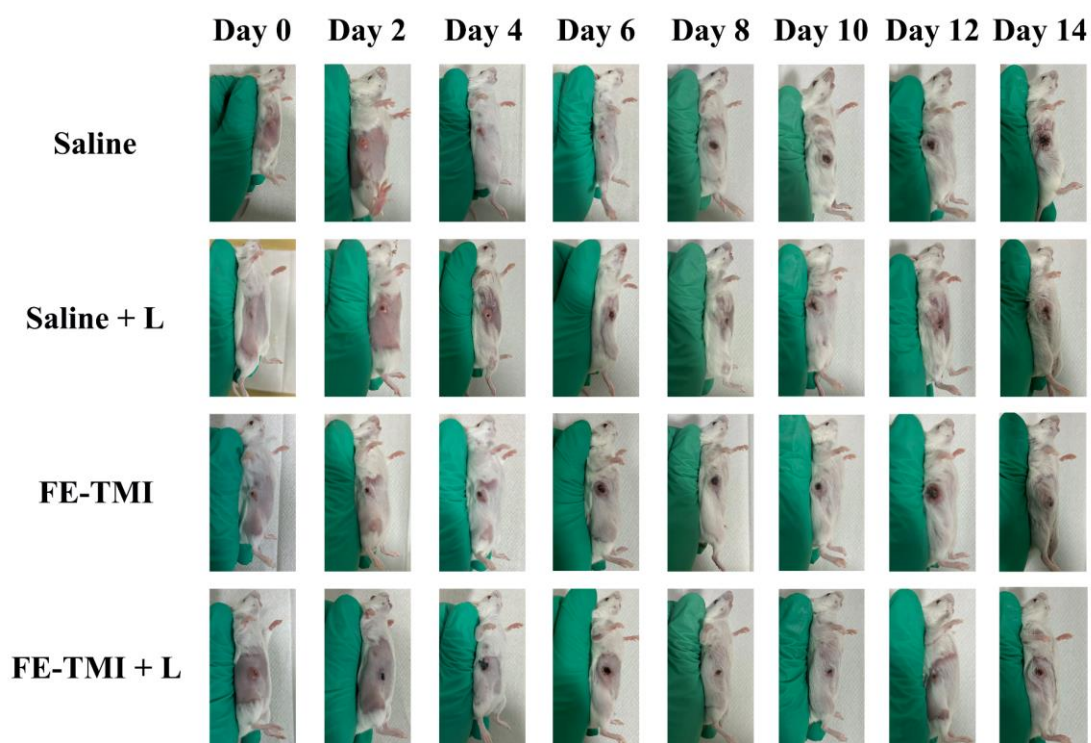 Day 0 Day 2 Day 4 Day 6 Day 8 Day 10 Day 12 Day 14
Saline
Saline + L
FE-TMI
FE-TMI + L